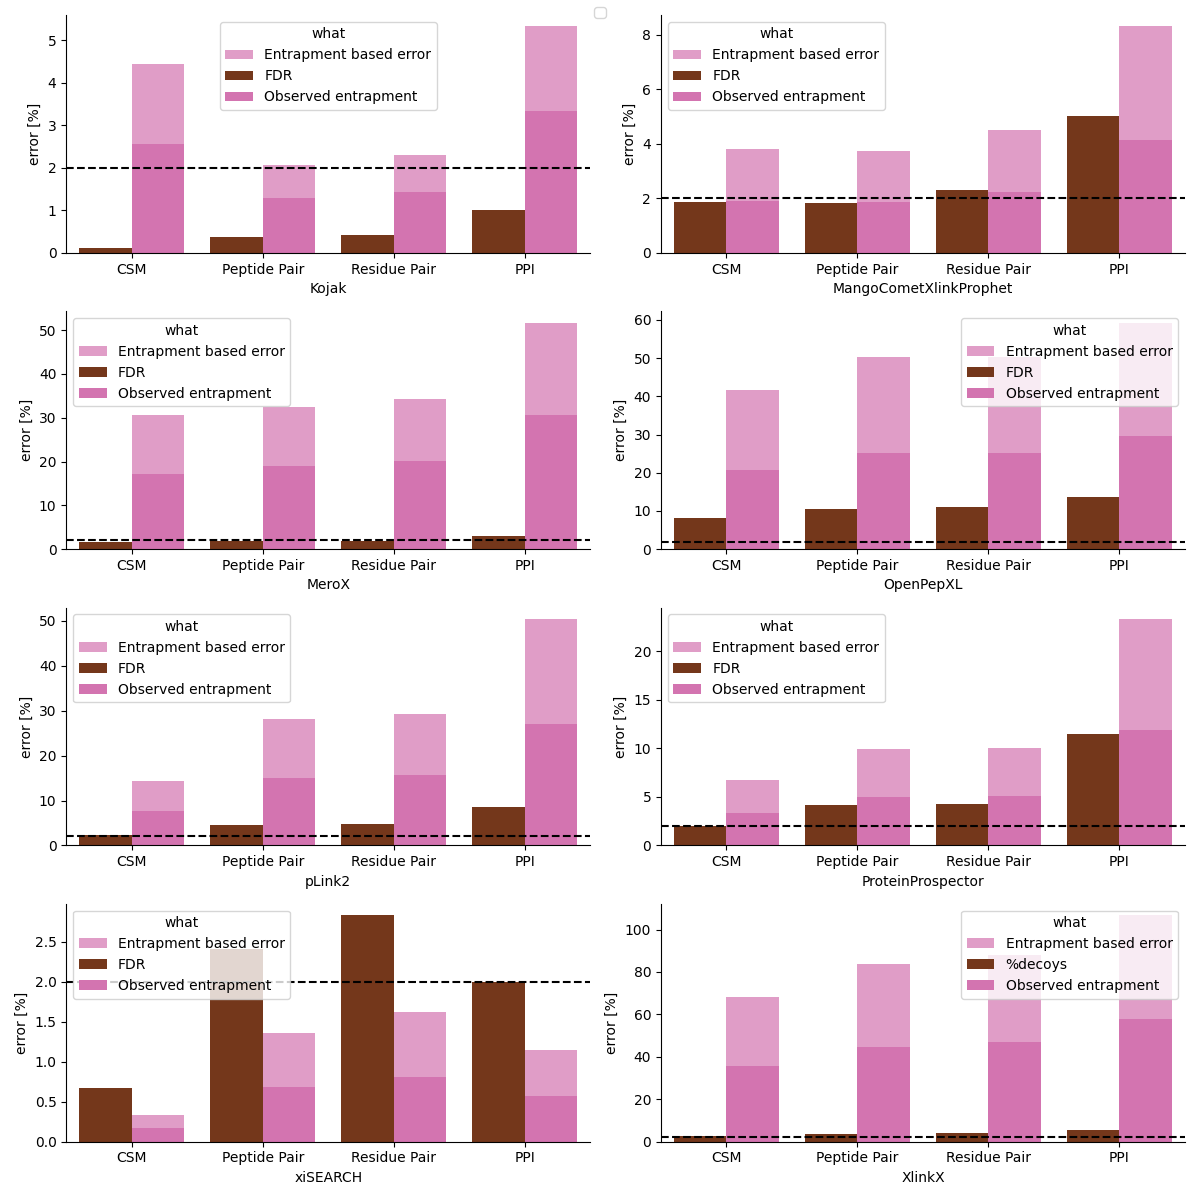 what
Entrapment based error
FDR
Observed entrapment
error [%]
5
4
3
2
1
0
CSM
Peptide Pair
Residue Pair
PPI
Kojak
what
Entrapment based error
FDR
Observed entrapment
error [%]
8
6
4
2
0
CSM
Peptide Pair
Residue Pair
PPI
MangoCometXlinkProphet
what
Entrapment based error
FDR
Observed entrapment
error [%]
50
40
30
20
10
0
CSM
Peptide Pair
Residue Pair
PPI
MeroX
what
Entrapment based error
FDR
Observed entrapment
error [%]
60
50
40
30
20
10
0
CSM
Peptide Pair
Residue Pair
PPI
OpenPepXL
what
Entrapment based error
FDR
Observed entrapment
error [%]
50
40
30
20
10
0
CSM
Peptide Pair
Residue Pair
PPI
pLink2
what
Entrapment based error
FDR
Observed entrapment
error [%]
20
15
10
5
0
CSM
Peptide Pair
Residue Pair
PPI
ProteinProspector
what
Entrapment based error
FDR
Observed entrapment
error [%]
2.5
2.0
1.5
1.0
0.5
0.0
CSM
Peptide Pair
Residue Pair
PPI
xiSEARCH
what
Entrapment based error
%decoys
Observed entrapment
error [%]
100
80
60
40
20
0
CSM
Peptide Pair
Residue Pair
PPI
XlinkX